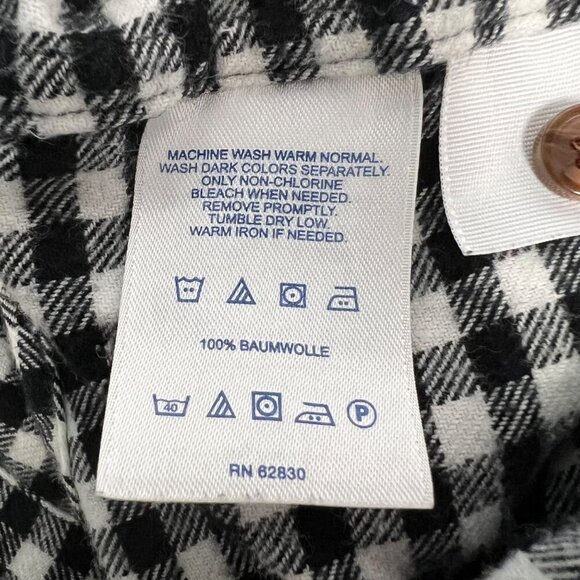 MACHINE WASH WARM NORMAL.
WASH DARK COLORS SEPARATELY.
ONLY NON-CHLORINE
BLEACH WHEN NEEDED.
REMOVE PROMPTLY.
TUMBLE DRY LOW.
WARM IRON IF NEEDED.
100% BAUMWOLLE
40 P
RN 62830